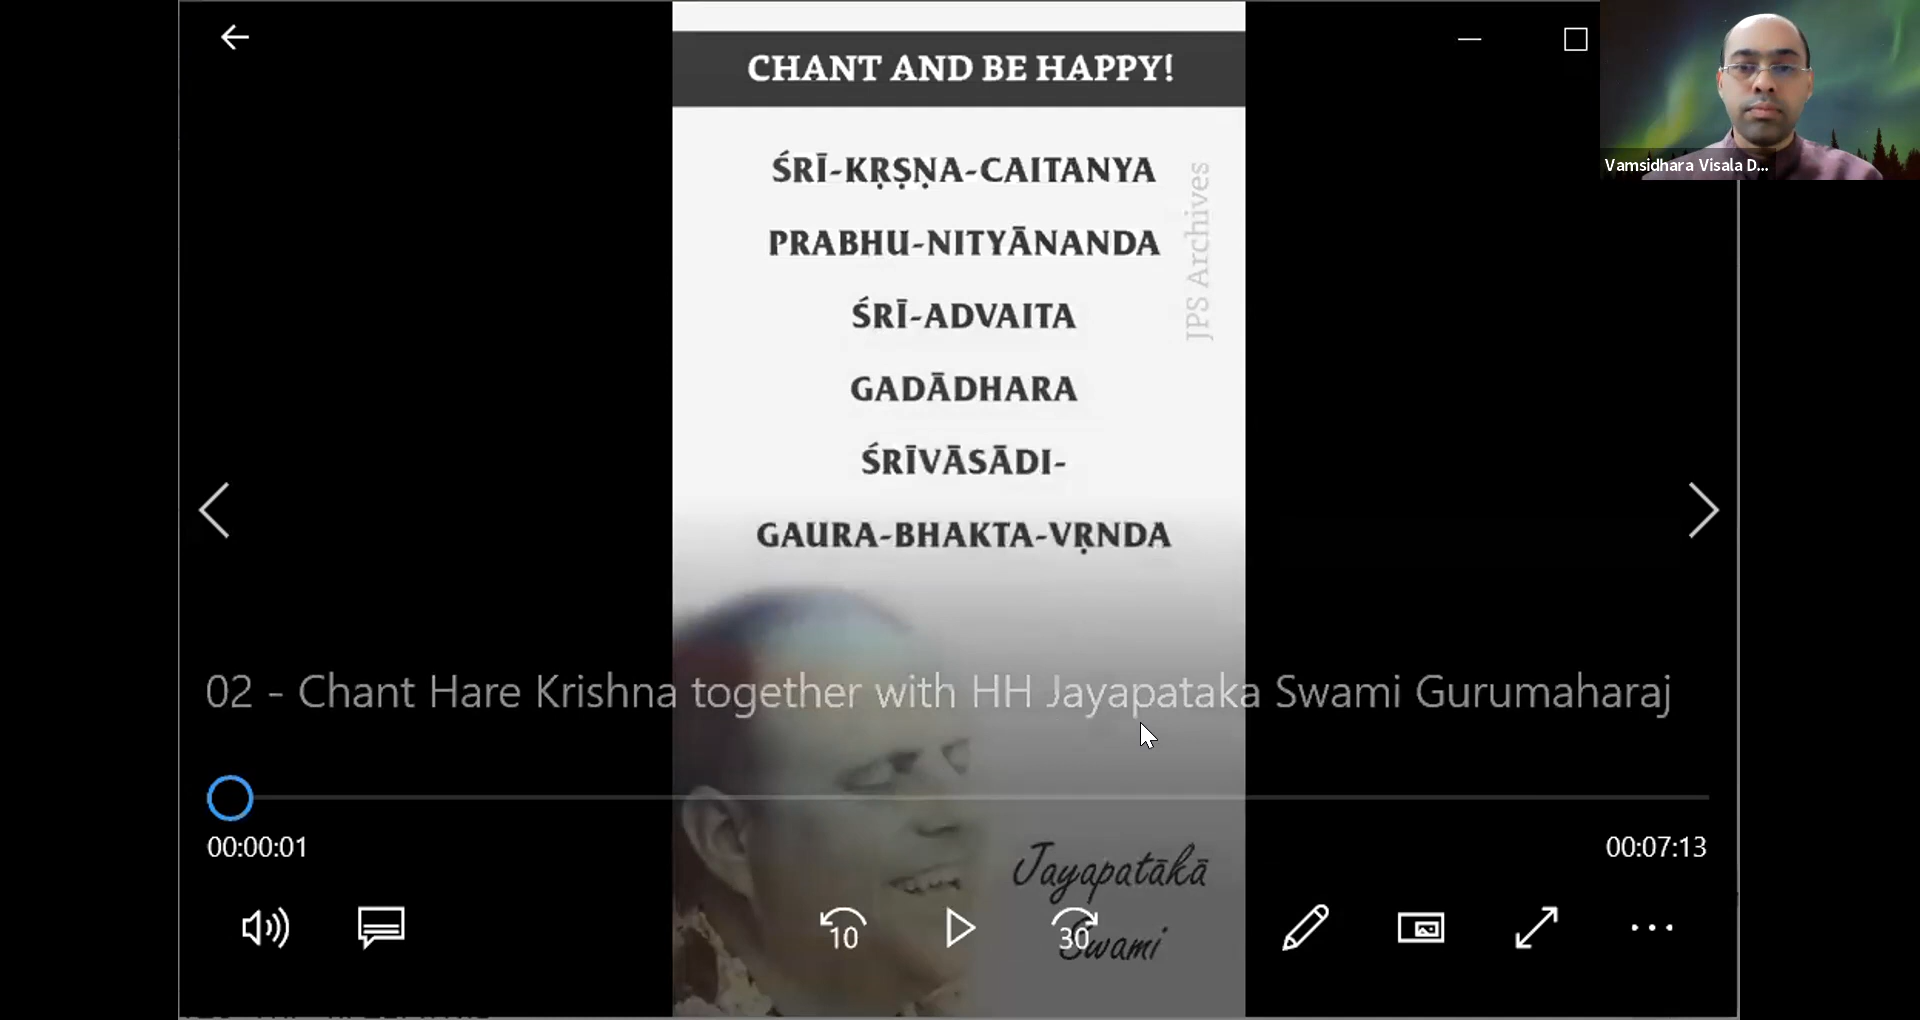 CHANT AND BE HAPPY!
ŚRĪ-KṚṢṆA-CAITANYA
PRABHU-NITYĀNANDA
ŚRĪ-ADVAITA
GADĀDHARA
ŚRĪVĀSĀDI-
GAURA-BHAKTA-VṚNDA
JPS Archives
Vamsidhara Visala D...
02 - Chant Hare Krishna together with HH Jayapataka Swami Gurumaharaj
00:00:01
00:07:13
Jayapatākā
Swami
10
30